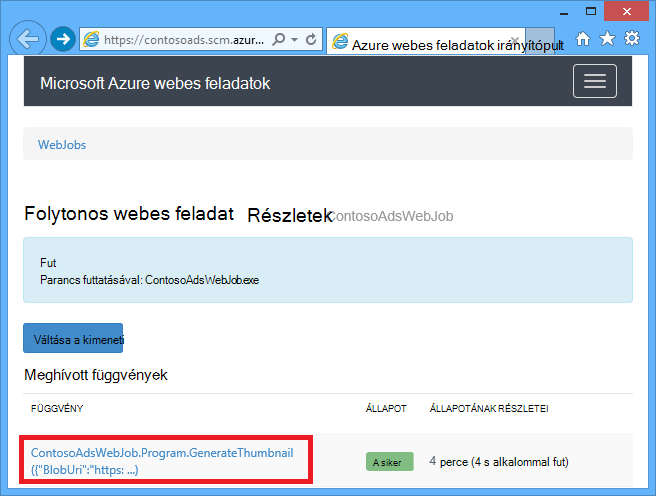 https://contosoads.scm.azur...
Azure webes feladatok irányítópult
Microsoft Azure webes feladatok
WebJobs
Folytonos webes feladat Részletek ContosoAdsWebJob
Fut
Parancs futtatásával: ContosoAdsWebJob.exe
Váltása a kimeneti
Meghívott függvények
FÜGGVÉNY ÁLLAPOT ÁLLAPOTÁNAK RÉSZLETEI
ContosoAdsWebJob.Program.GenerateThumbnail
({"BlobUri":"https: ...)
A siker
4 perce (4 s alkalommal fut)